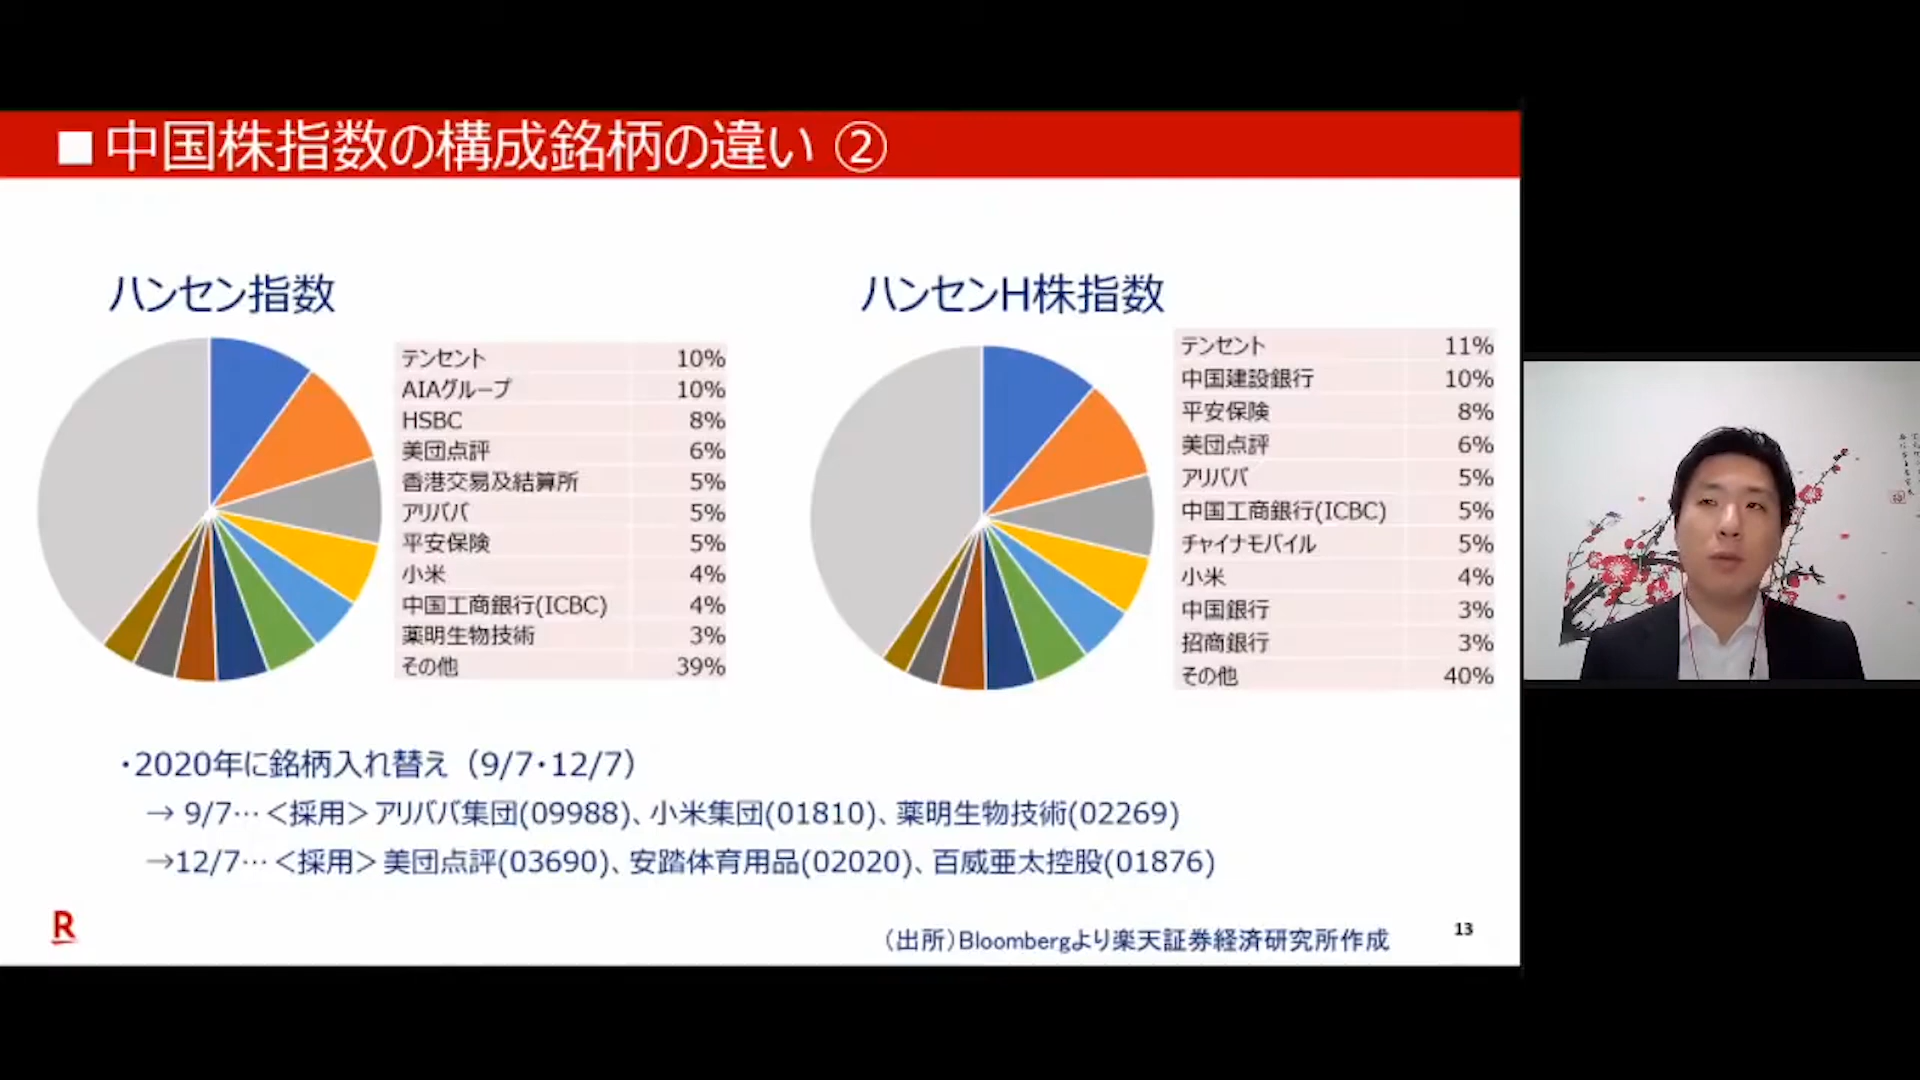 ■中国株指数の構成銘柄の違い ②
ハンセン指数
テンセント 10%
AIAグループ 10%
HSBC 8%
美団点評 6%
香港交易及結算所 5%
アリババ 5%
平安保険 5%
小米 4%
中国工商銀行(ICBC) 4%
薬明生物技術 3%
その他 39%
ハンセンH株指数
テンセント 11%
中国建設銀行 10%
平安保険 8%
美団点評 6%
アリババ 5%
中国工商銀行(ICBC) 5%
チャイナモバイル 5%
小米 4%
中国銀行 3%
招商銀行 3%
その他 40%
・2020年に銘柄入れ替え（9/7・12/7）
→ 9/7…＜採用＞アリババ集団(09988)、小米集団(01810)、薬明生物技術(02269)
→12/7…＜採用＞美団点評(03690)、安踏体育用品(02020)、百威亜太控股(01876)
R
（出所）Bloombergより楽天証券経済研究所作成
13